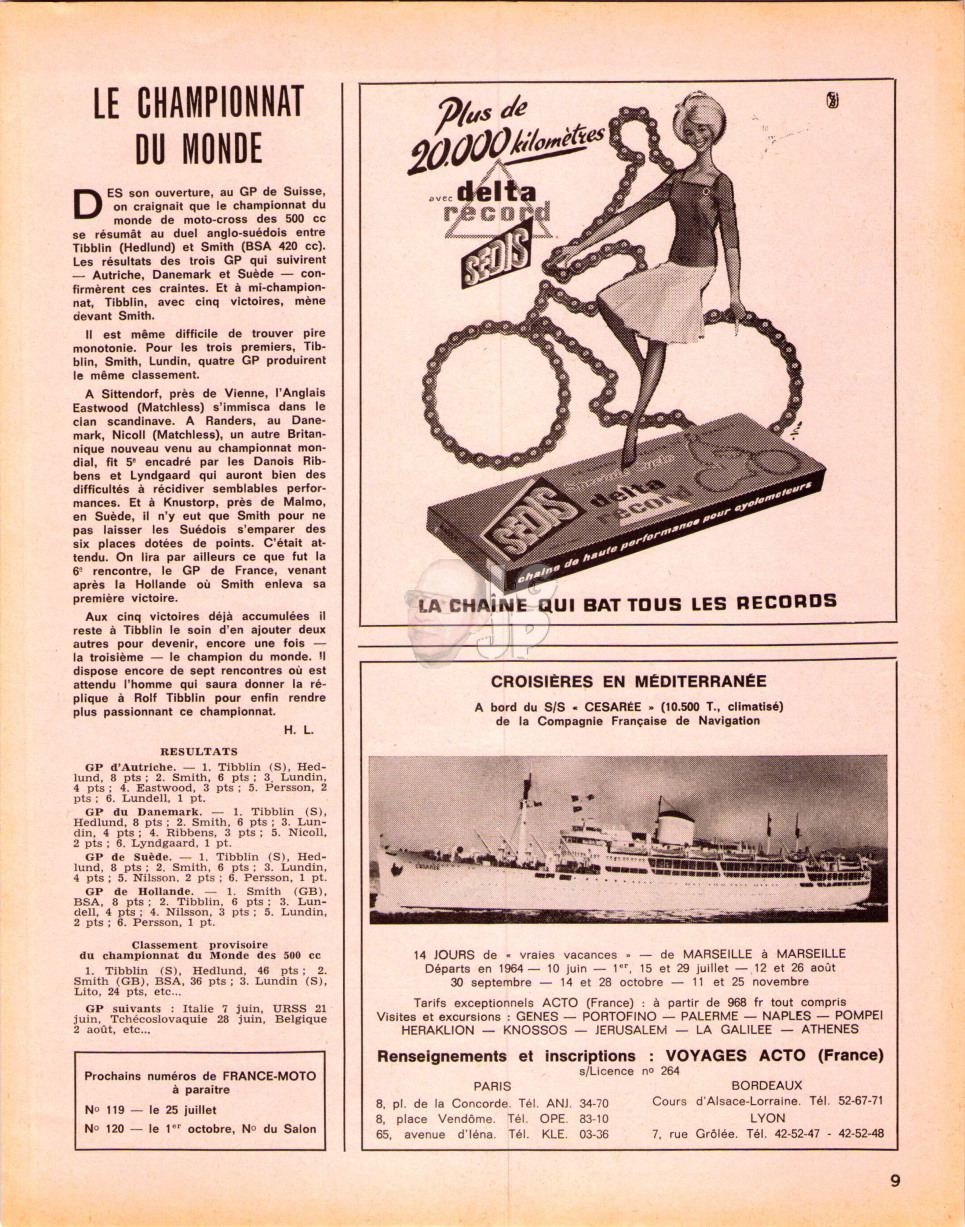 LE CHAMPIONNAT
DU MONDE
DES son ouverture, au GP de Suisse,
on craignait que le championnat du
monde de moto-cross des 500 cc
se résumât au duel anglo-suédois entre
Tibblin (Hedlund) et Smith (BSA 420 cc).
Les résultats des trois GP qui suivirent
— Autriche, Danemark et Suède — con-
firmèrent ces craintes. Et à mi-champion-
nat, Tibblin, avec cinq victoires, mène
devant Smith.
Il est même difficile de trouver pire
monotonie. Pour les trois premiers, Tib-
blin, Smith, Lundin, quatre GP produirent
le même classement.
A Sittendorf, près de Vienne, l'Anglais
Eastwood (Matchless) s'immisca dans le
clan scandinave. A Randers, au Dane-
mark, Nicoll (Matchless), un autre Britan-
nique nouveau venu au championnat mon-
dial, fit 5e encadré par les Danois Rib-
bens et Lyndgaard qui auront bien des
difficultés à récidiver semblables perfor-
mances. Et à Knustorp, près de Malmo,
en Suède, il n'y eut que Smith pour ne
pas laisser les Suédois s'emparer des
six places dotées de points. C'était at-
tendu. On lira par ailleurs ce que fut la
6e rencontre, le GP de France, venant
après la Hollande où Smith enleva sa
première victoire.
Aux cinq victoires déjà accumulées il
reste à Tibblin le soin d'en ajouter deux
autres pour devenir, encore une fois —
la troisième — le champion du monde. Il
dispose encore de sept rencontres où est
attendu l'homme qui saura donner la ré-
plique à Rolf Tibblin pour enfin rendre
plus passionnant ce championnat.
H. L.
RESULTATS
GP d'Autriche. — 1. Tibblin (S), Hed-
lund, 8 pts ; 2. Smith, 6 pts ; 3. Lundin,
4 pts ; 4. Eastwood, 3 pts ; 5. Persson, 2
pts ; 6. Lundell, 1 pt.
GP du Danemark. — 1. Tibblin (S),
Hedlund, 8 pts ; 2. Smith, 6 pts ; 3. Lun-
din, 4 pts ; 4. Ribbens, 3 pts ; 5. Nicoll,
2 pts ; 6. Lyndgaard, 1 pt.
GP de Suède. — 1. Tibblin (S), Hed-
lund, 8 pts ; 2. Smith, 6 pts ; 3. Lundin,
4 pts ; 5. Nilsson, 2 pts ; 6. Persson, 1 pt.
GP de Hollande. — 1. Smith (GB),
BSA, 8 pts ; 2. Tibblin, 6 pts ; 3. Lun-
dell, 4 pts ; 4. Nilsson, 3 pts ; 5. Lundin,
2 pts ; 6. Persson, 1 pt.
Classement provisoire
du championnat du Monde des 500 cc
1. Tibblin (S), Hedlund, 46 pts ; 2.
Smith (GB), BSA, 36 pts ; 3. Lundin (S),
Lito, 24 pts, etc...
GP suivants : Italie 7 juin, URSS 21
juin, Tchécoslovaquie 28 juin, Belgique
2 août, etc...
Prochains numéros de FRANCE-MOTO
à paraitre
No 119 — le 25 juillet
No 120 — le 1er octobre, No du Salon
Plus de
20.000 kilomètres
avec delta
record
SEDIS
SEDIS
Speciale Cyclo
delta
record
chaine de haute performance pour cyclomoteurs
LA CHAÎNE QUI BAT TOUS LES RECORDS
JGP
CROISIÈRES EN MÉDITERRANÉE
A bord du S/S « CESARÉE » (10.500 T., climatisé)
de la Compagnie Française de Navigation
14 JOURS de « vraies vacances » — de MARSEILLE à MARSEILLE
Départs en 1964 — 10 juin — 1er, 15 et 29 juillet — 12 et 26 août
30 septembre — 14 et 28 octobre — 11 et 25 novembre
Tarifs exceptionnels ACTO (France) : à partir de 968 fr tout compris
Visites et excursions : GENES — PORTOFINO — PALERME — NAPLES — POMPEI
HERAKLION — KNOSSOS — JERUSALEM — LA GALILEE — ATHENES
Renseignements et inscriptions : VOYAGES ACTO (France)
s/Licence no 264
PARIS
8, pl. de la Concorde. Tél. ANJ. 34-70
8, place Vendôme. Tél. OPE. 83-10
65, avenue d'Iéna. Tél. KLE. 03-36
BORDEAUX
Cours d'Alsace-Lorraine. Tél. 52-67-71
LYON
7, rue Grôlée. Tél. 42-52-47 - 42-52-48
9